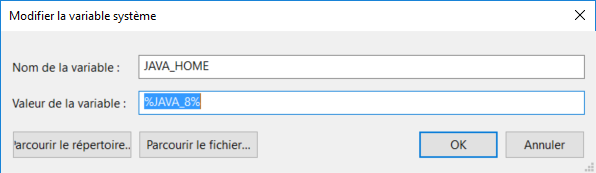 Modifier la variable système
Nom de la variable : JAVA_HOME
Valeur de la variable : %JAVA_8%
arcourir le répertoire... Parcourir le fichier... OK Annuler